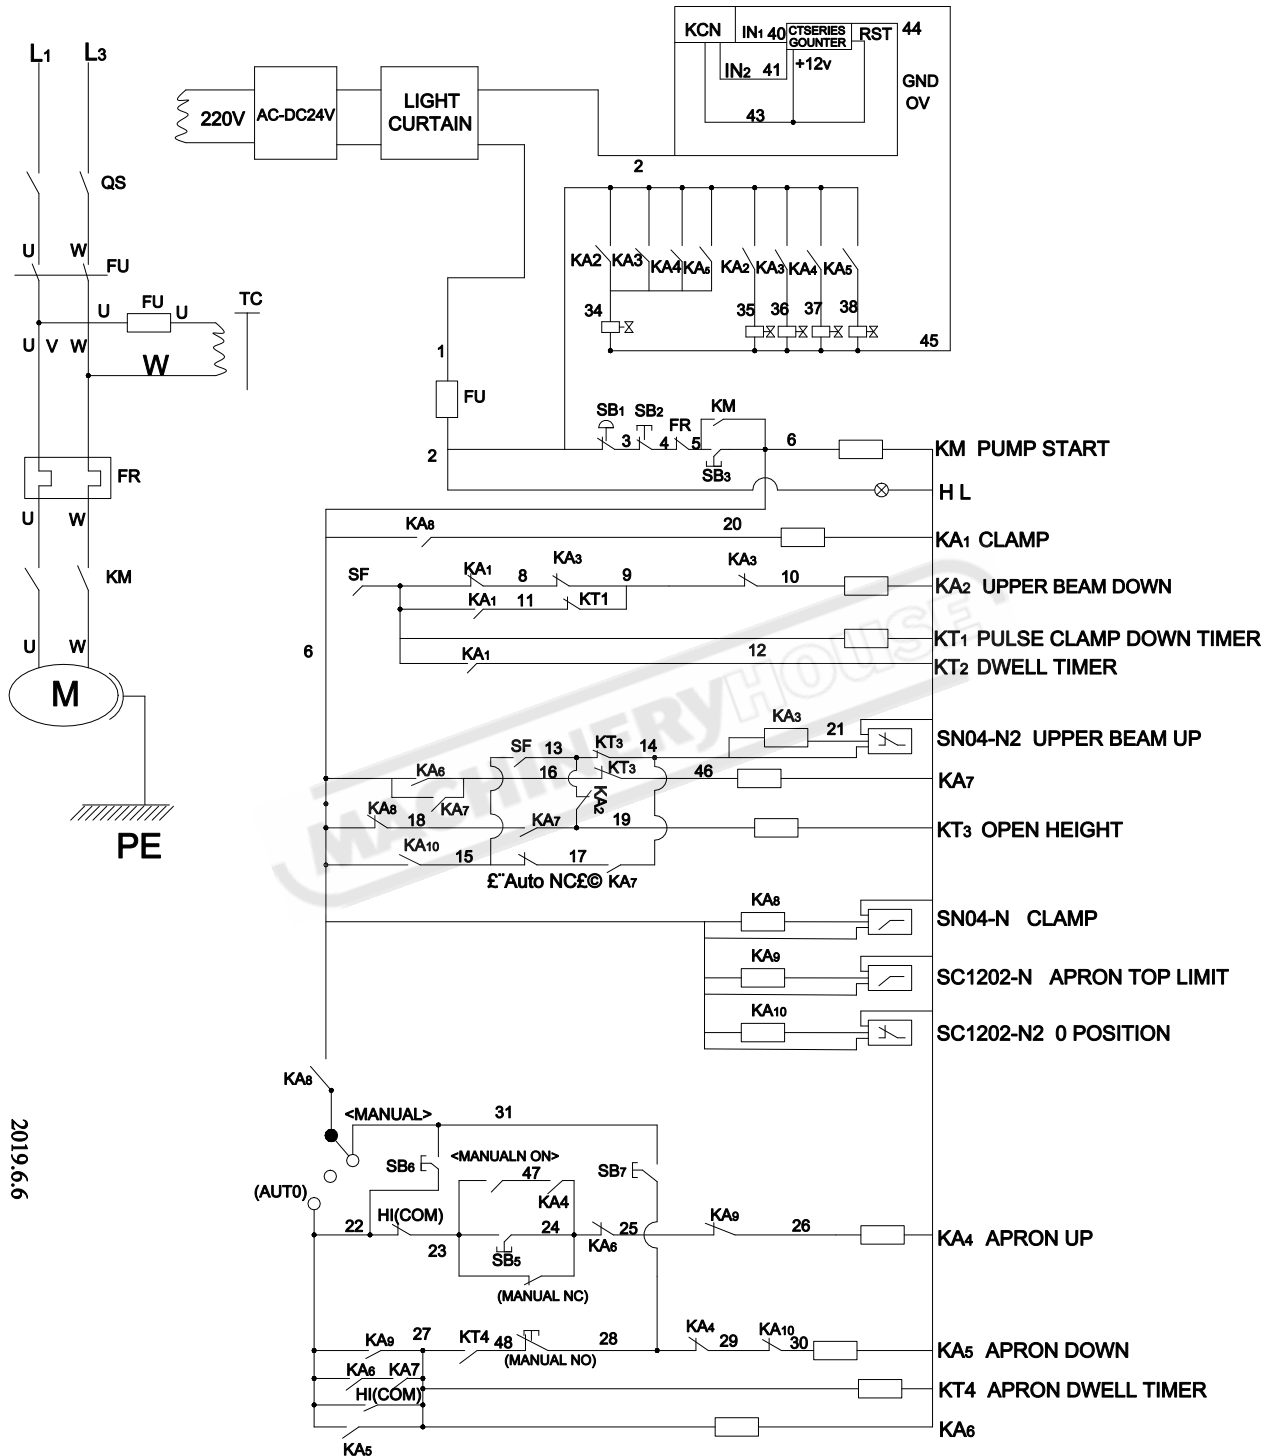 L1 L3
KCN IN1 40 CTSERIES GOUNTER RST 44
IN2 41 +12v
GND
OV
43
220V AC-DC24V LIGHT CURTAIN
2
QS
U W
FU
FU TC
U U
U V W
W
KA2 KA3 KA4 KA5 KA2 KA3 KA4 KA5
34 35 36 37 38
45
1
FU
SB1 SB2 FR KM
2 3 4 5 6 KM PUMP START
SB3
FR
H L
U W
KA8 20 KA1 CLAMP
KM
SF KA1 8 KA3 9 KA3 10 KA2 UPPER BEAM DOWN
KA1 11 KT1
U W
6
KT1 PULSE CLAMP DOWN TIMER
12
KA1 KT2 DWELL TIMER
M
MACHINERYHOUSE
KA3 21 SN04-N2 UPPER BEAM UP
SF 13 KT3 14
KA6 16 KT3 46 KA7
KA7
KA2
KA8 18 KA7 19 KT3 OPEN HEIGHT
PE
KA10 15 17
£¨Auto NC£© KA7
KA8 SN04-N CLAMP
KA9 SC1202-N APRON TOP LIMIT
KA10 SC1202-N2 0 POSITION
KA8
<MANUAL> 31
2019.6.6
SB6 <MANUALN ON> SB7
47
KA4
(AUTO)
22 HI(COM) 23 24 25 KA9 26 KA4 APRON UP
SB5 KA6
(MANUAL NC)
KA9 27 KT4 48 28 KA4 29 KA10 30 KA5 APRON DOWN
(MANUAL NO)
KA6 KA7
HI(COM) KT4 APRON DWELL TIMER
KA5 KA6